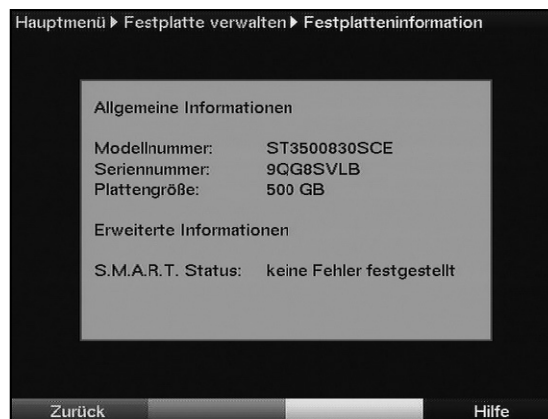 Hauptmenü ▶ Festplatte verwalten ▶ Festplatteninformation
Allgemeine Informationen
Modellnummer: ST3500830SCE
Seriennummer: 9QG8SVLB
Plattengröße: 500 GB
Erweiterte Informationen
S.M.A.R.T. Status: keine Fehler festgestellt
Zurück Hilfe